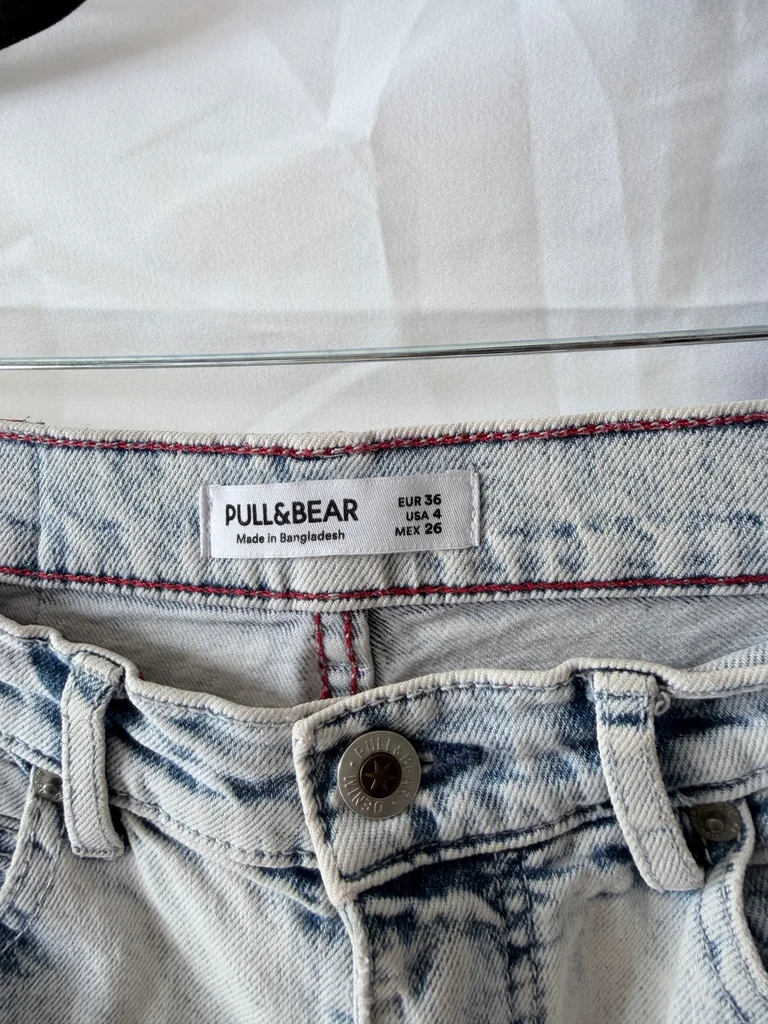 PULL&BEAR
Made in Bangladesh
EUR 36
USA 4
MEX 26
PULL&BEAR
DENIM